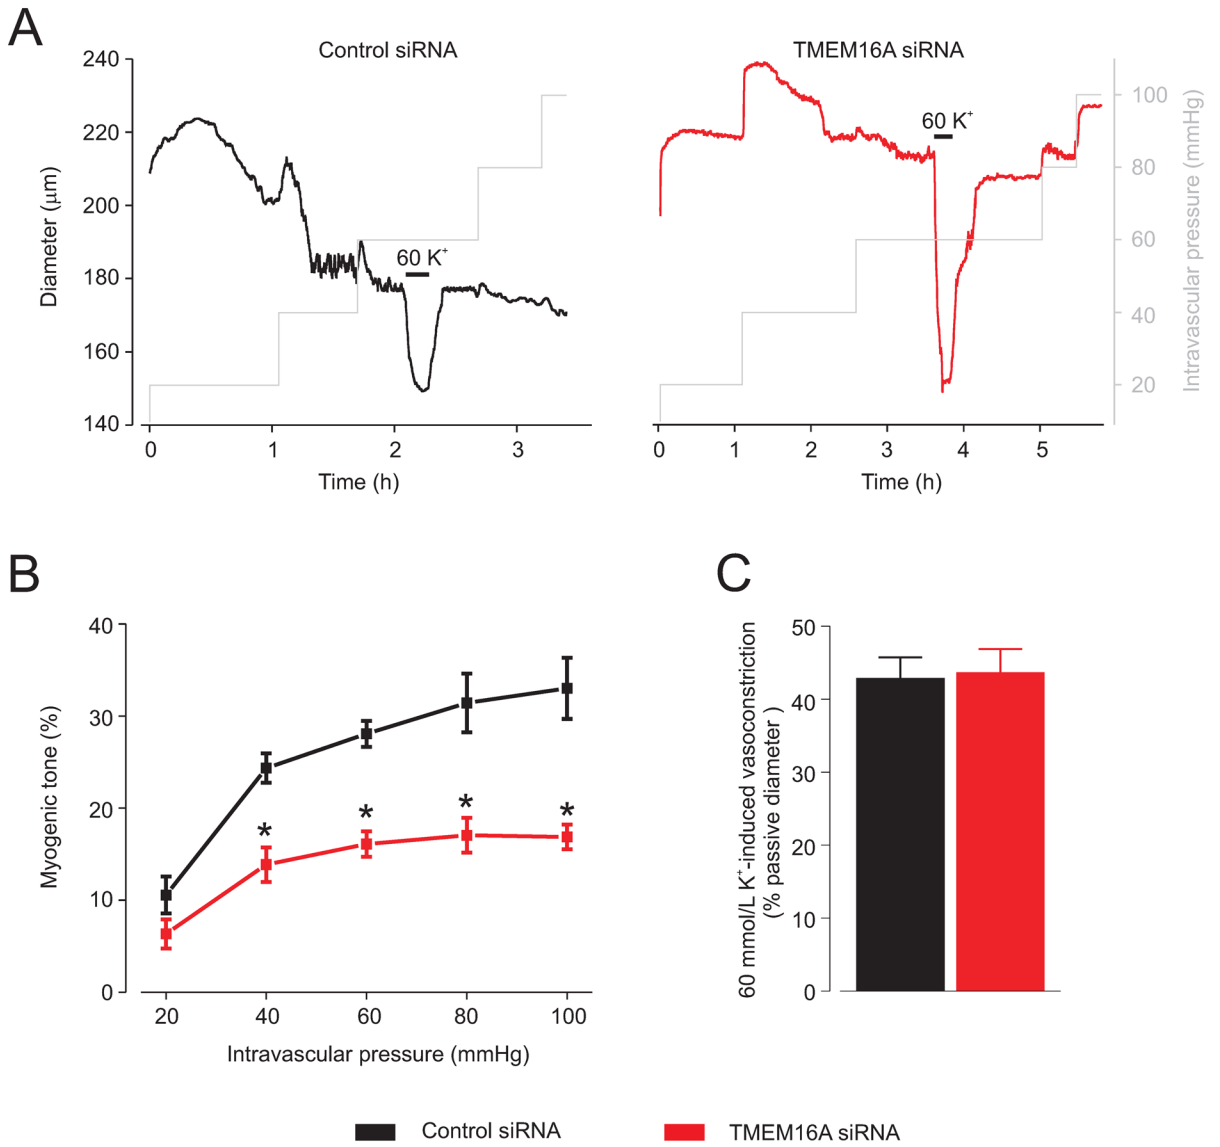 A
Control siRNA
TMEM16A siRNA
240
220
200
180
160
140
Diameter (μm)
60 K⁺
0 1 2 3
Time (h)
60 K⁺
100
80
60
40
20
Intravascular pressure (mmHg)
0 1 2 3 4 5
Time (h)
B
40
30
20
10
0
Myogenic tone (%)
* * * *
20 40 60 80 100
Intravascular pressure (mmHg)
C
50
40
30
20
10
0
60 mmol/L K⁺-induced vasoconstriction
(% passive diameter )
Control siRNA
TMEM16A siRNA